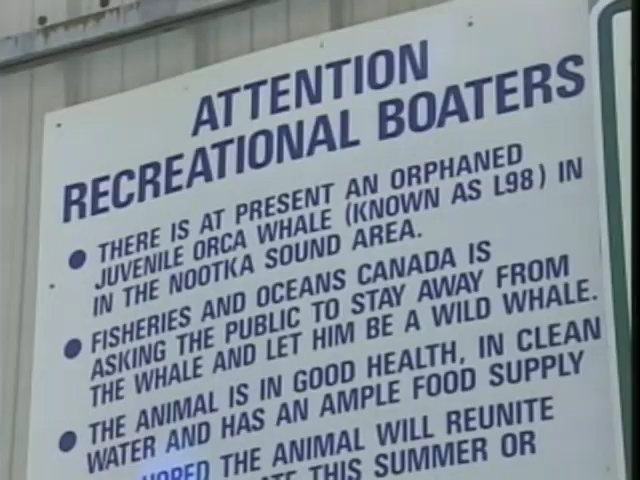 ATTENTION
RECREATIONAL BOATERS
● THERE IS AT PRESENT AN ORPHANED
JUVENILE ORCA WHALE (KNOWN AS L98) IN
IN THE NOOTKA SOUND AREA.
● FISHERIES AND OCEANS CANADA IS
ASKING THE PUBLIC TO STAY AWAY FROM
THE WHALE AND LET HIM BE A WILD WHALE.
● THE ANIMAL IS IN GOOD HEALTH, IN CLEAN
WATER AND HAS AN AMPLE FOOD SUPPLY
THE ANIMAL WILL REUNITE
THIS SUMMER OR